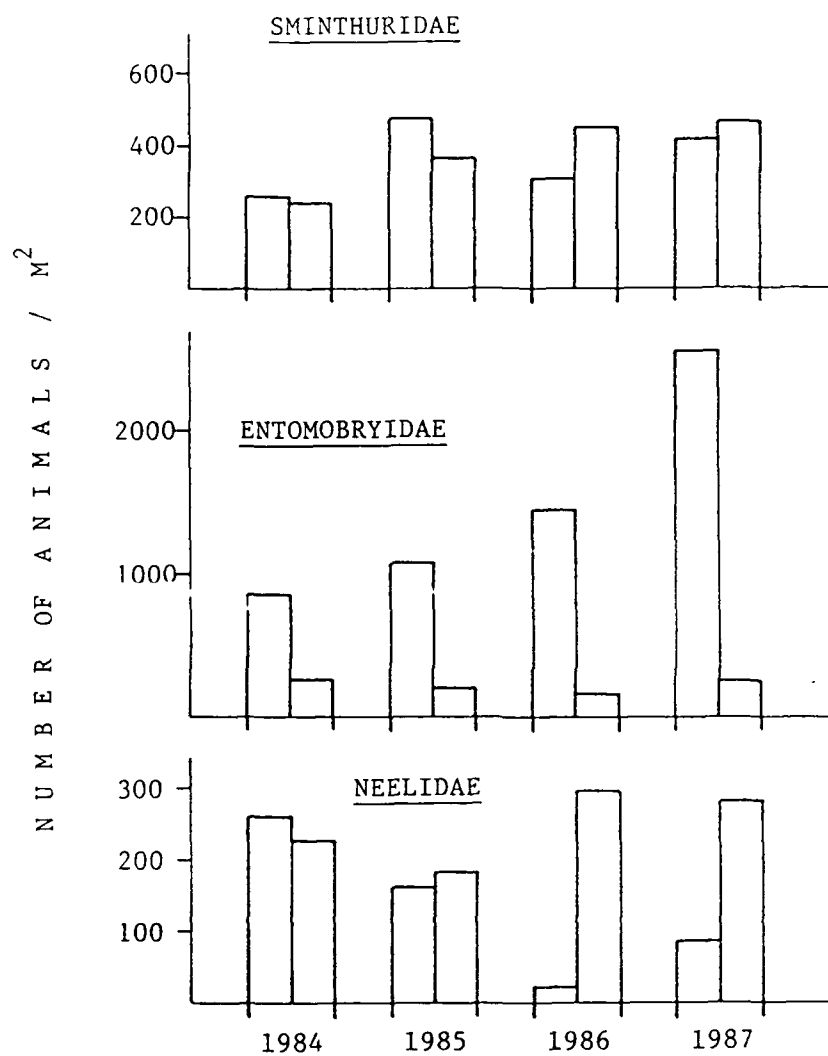 SMINTHURIDAE
600
400
200
NUMBER OF ANIMALS / M²
ENTOMOBRYIDAE
2000
1000
NEELIDAE
300
200
100
1984 1985 1986 1987